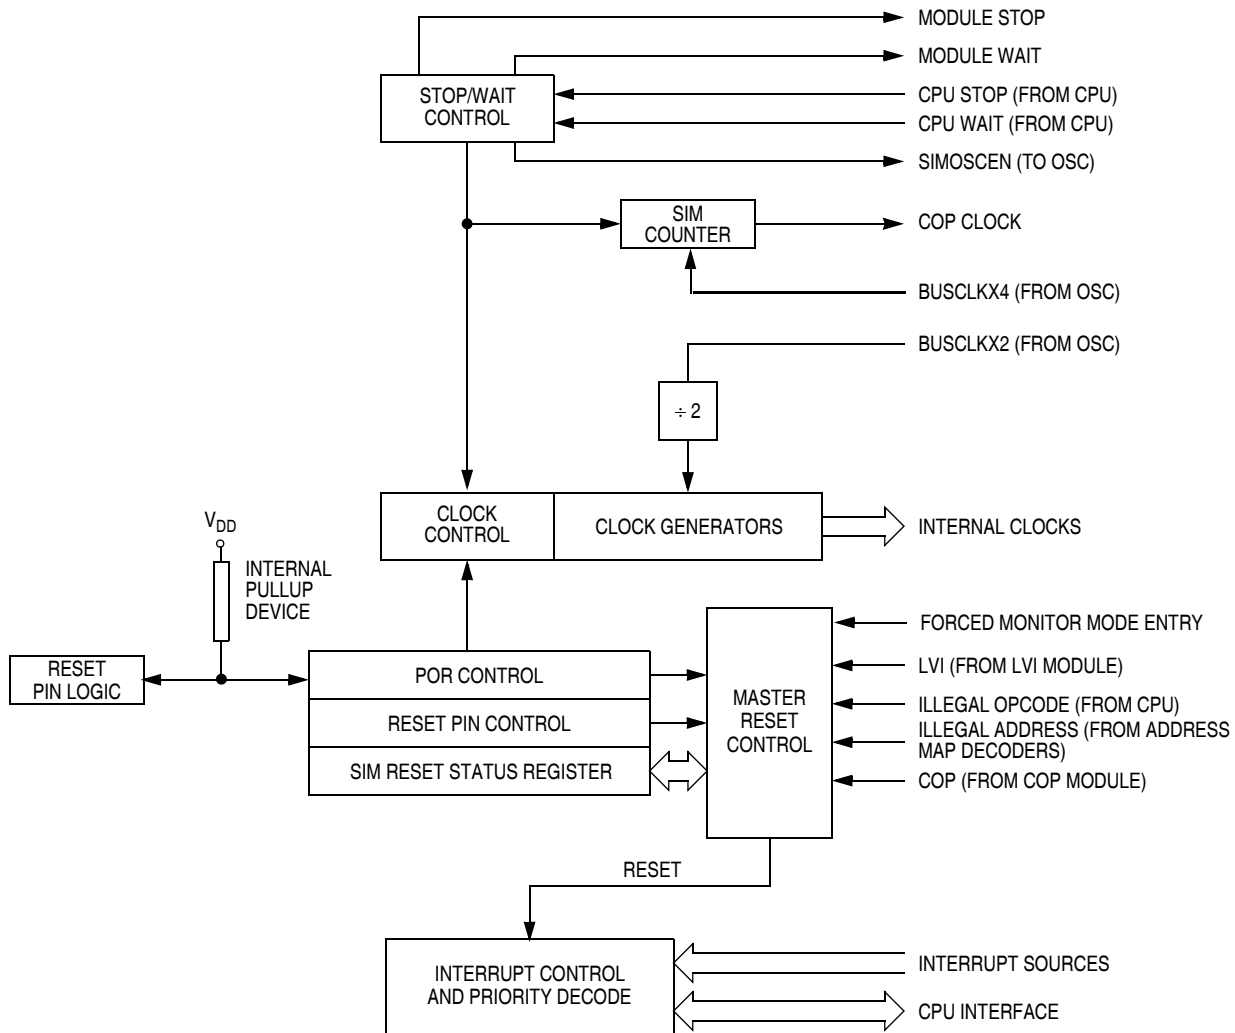 MODULE STOP
MODULE WAIT
STOP/WAIT
CONTROL
CPU STOP (FROM CPU)
CPU WAIT (FROM CPU)
SIMOSCEN (TO OSC)
SIM
COUNTER
COP CLOCK
BUSCLKX4 (FROM OSC)
BUSCLKX2 (FROM OSC)
÷ 2
CLOCK
CONTROL
CLOCK GENERATORS
INTERNAL CLOCKS
VDD
INTERNAL
PULLUP
DEVICE
RESET
PIN LOGIC
POR CONTROL
RESET PIN CONTROL
SIM RESET STATUS REGISTER
MASTER
RESET
CONTROL
FORCED MONITOR MODE ENTRY
LVI (FROM LVI MODULE)
ILLEGAL OPCODE (FROM CPU)
ILLEGAL ADDRESS (FROM ADDRESS
MAP DECODERS)
COP (FROM COP MODULE)
RESET
INTERRUPT CONTROL
AND PRIORITY DECODE
INTERRUPT SOURCES
CPU INTERFACE